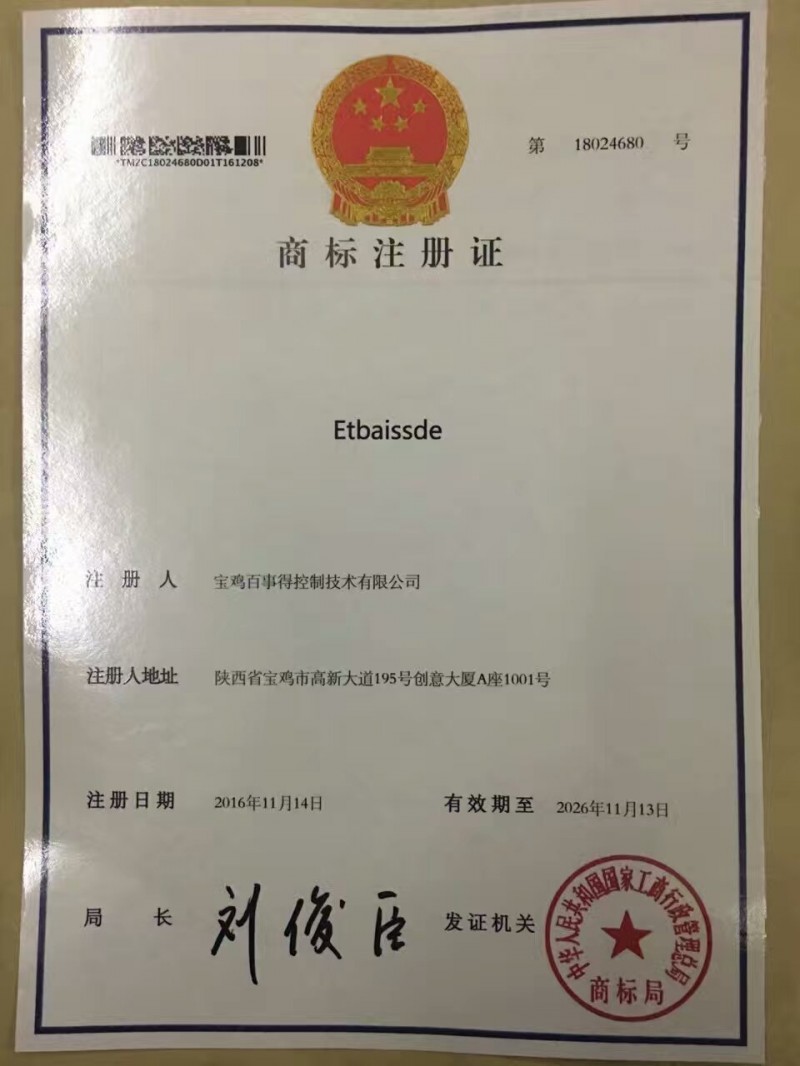 *TMZC18024680D01T161208*
第 18024680 号
商标注册证
Etbaissde
注册人 宝鸡百事得控制技术有限公司
注册人地址 陕西省宝鸡市高新大道195号创意大厦A座1001号
注册日期 2016年11月14日 有效期至 2026年11月13日
局长 刘俊臣 发证机关
中华人民共和国国家工商行政管理总局
商标局